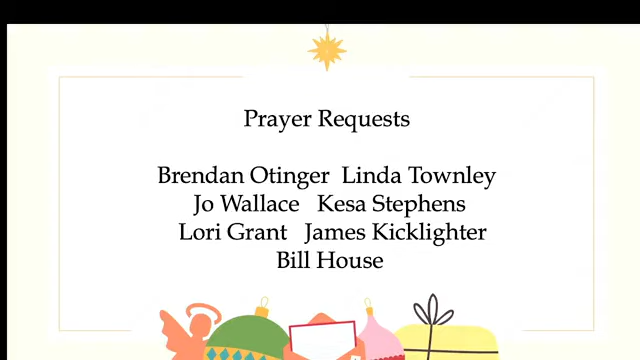 Prayer Requests
Brendan Otinger  Linda Townley
Jo Wallace   Kesa Stephens
Lori Grant   James Kicklighter
Bill House